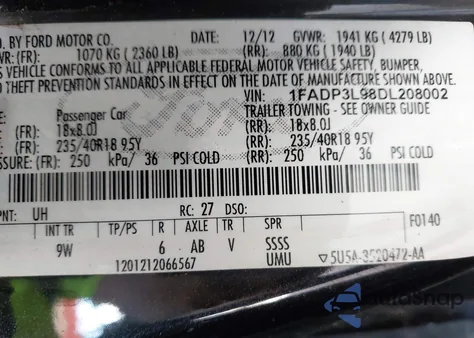 D. BY FORD MOTOR CO. DATE: 12/12 GVWR: 1941 KG ( 4279 LB)
WR: (FR): 1070 KG ( 2360 LB) (RR): 880 KG ( 1940 LB)
S VEHICLE CONFORMS TO ALL APPLICABLE FEDERAL MOTOR VEHICLE SAFETY, BUMPER,
D THEFT PREVENTION STANDARDS IN EFFECT ON THE DATE OF MANUFACTURE SHOWN
VIN: 1FADP3L98DL208002
Passenger Car TRAILER TOWING - SEE OWNER GUIDE
(FR): 18x8.0J (RR): 18x8.0J
(FR): 235/40R18 95Y (RR): 235/40R18 95Y
SSURE: (FR): 250 kPa/ 36 PSI COLD (RR): 250 kPa/ 36 PSI COLD
PNT: UH RC: 27 DSO: F0140
INT TR TP/PS R AXLE TR SPR
9W 6 AB V SSSS
1201212066567 UMU ▽5U5A-3520472-AA
AutoSnap